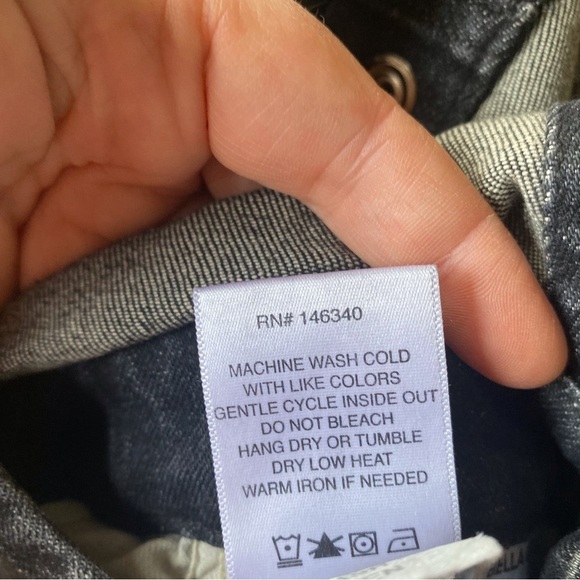 RN# 146340
MACHINE WASH COLD
WITH LIKE COLORS
GENTLE CYCLE INSIDE OUT
DO NOT BLEACH
HANG DRY OR TUMBLE
DRY LOW HEAT
WARM IRON IF NEEDED
ELLA